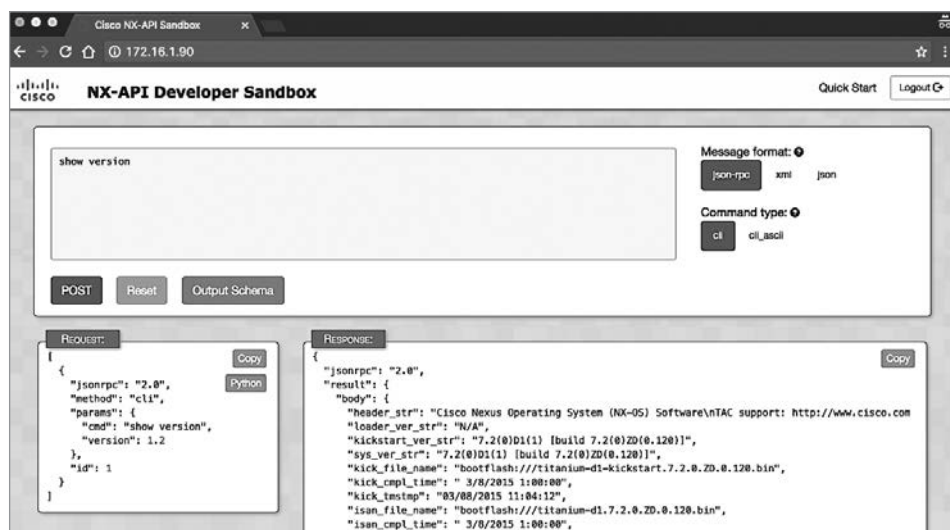 Cisco NX-API Sandbox
172.16.1.90
CISCO
NX-API Developer Sandbox
Quick Start
Logout
show version
Message format:
json-rpc xml json
Command type:
cli cli_ascii
POST Reset Output Schema
REQUEST:
Copy
Python
[
{
"jsonrpc": "2.0",
"method": "cli",
"params": {
"cmd": "show version",
"version": 1.2
},
"id": 1
}
]
RESPONSE:
Copy
{
"jsonrpc": "2.0",
"result": {
"body": {
"header_str": "Cisco Nexus Operating System (NX-OS) Software\nTAC support: http://www.cisco.com
"loader_ver_str": "N/A",
"kickstart_ver_str": "7.2(0)D1(1) [build 7.2(0)ZD(0.120)]",
"sys_ver_str": "7.2(0)D1(1) [build 7.2(0)ZD(0.120)]",
"kick_file_name": "bootflash:///titanium-d1-kickstart.7.2.0.ZD.0.120.bin",
"kick_cmpl_time": " 3/8/2015 1:00:00",
"kick_tmstmp": "03/08/2015 11:04:12",
"isan_file_name": "bootflash:///titanium-d1.7.2.0.ZD.0.120.bin",
"isan_cmpl_time": " 3/8/2015 1:00:00",